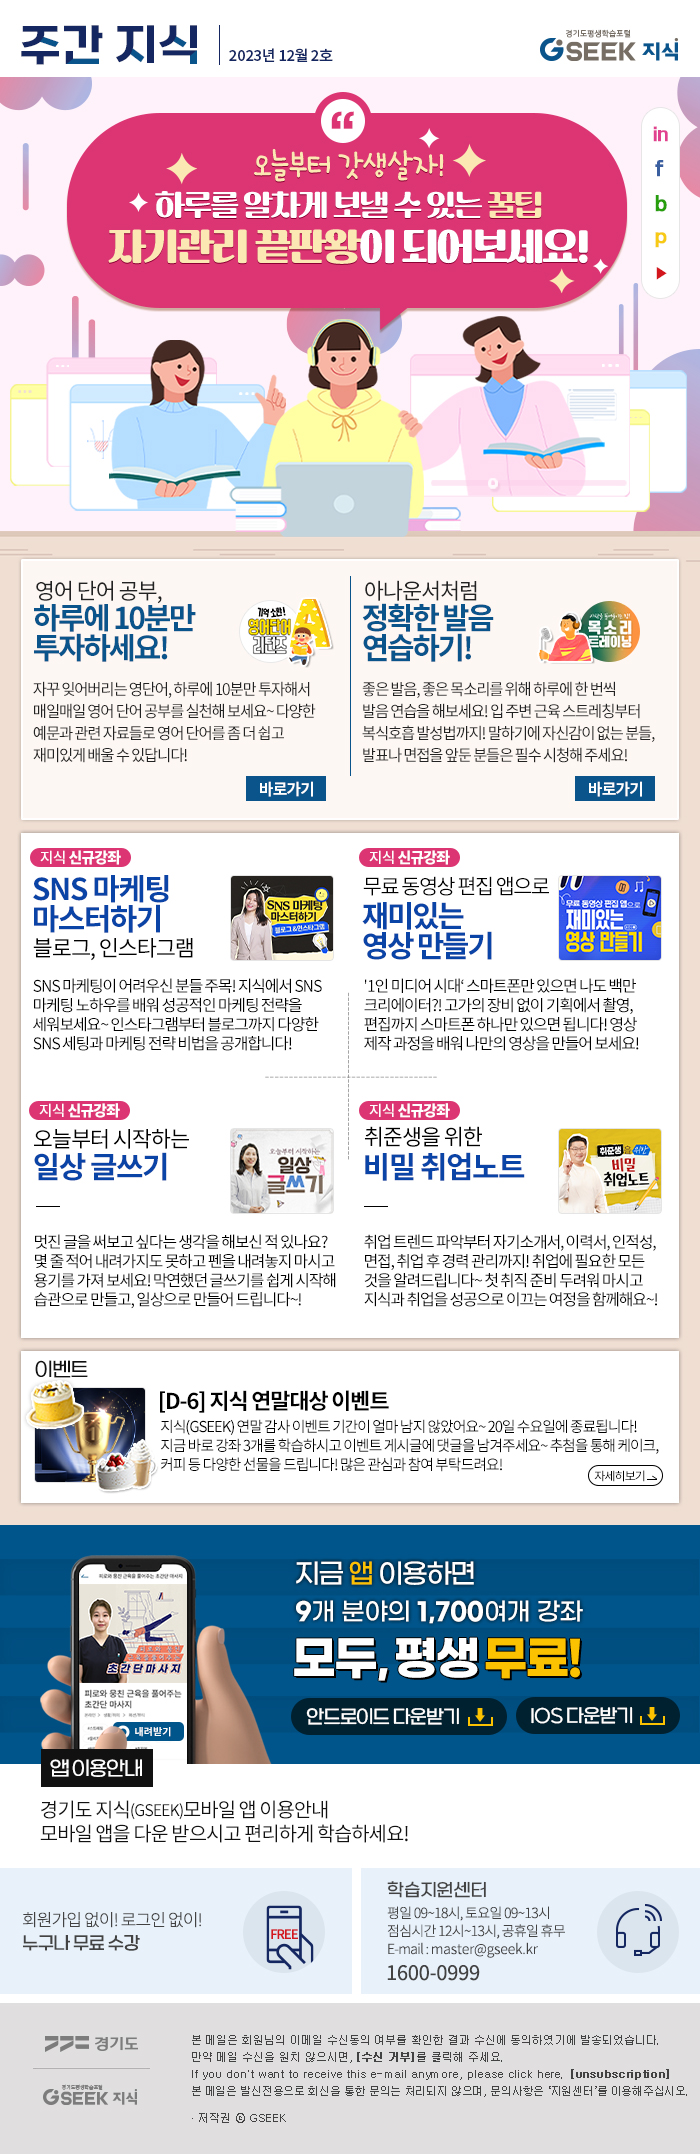 주간 지식
2023년 12월 2호
경기도평생학습포털
GSEEK 지식
in
f
b
p
오늘부터 갓생살자!
하루를 알차게 보낼 수 있는 꿀팁
자기관리 끝판왕이 되어보세요!
영어 단어 공부,
하루에 10분만
투자하세요!
기억 소환!
영어단어
리턴즈
자꾸 잊어버리는 영단어, 하루에 10분만 투자해서
매일매일 영어 단어 공부를 실천해 보세요~ 다양한
예문과 관련 자료들로 영어 단어를 좀 더 쉽고
재미있게 배울 수 있답니다!
바로가기
아나운서처럼
정확한 발음
연습하기!
목소리
트레이닝
좋은 발음, 좋은 목소리를 위해 하루에 한 번씩
발음 연습을 해보세요! 입 주변 근육 스트레칭부터
복식호흡 발성법까지! 말하기에 자신감이 없는 분들,
발표나 면접을 앞둔 분들은 필수 시청해 주세요!
바로가기
지식 신규강좌
SNS 마케팅
마스터하기
블로그, 인스타그램
SNS 마케팅
마스터하기
블로그&인스타그램
SNS 마케팅이 어려우신 분들 주목! 지식에서 SNS
마케팅 노하우를 배워 성공적인 마케팅 전략을
세워보세요~ 인스타그램부터 블로그까지 다양한
SNS 세팅과 마케팅 전략 비법을 공개합니다!
지식 신규강좌
무료 동영상 편집 앱으로
재미있는
영상 만들기
무료 동영상 편집 앱으로
재미있는
영상 만들기
'1인 미디어 시대' 스마트폰만 있으면 나도 백만
크리에이터?! 고가의 장비 없이 기획에서 촬영,
편집까지 스마트폰 하나만 있으면 됩니다! 영상
제작 과정을 배워 나만의 영상을 만들어 보세요!
지식 신규강좌
오늘부터 시작하는
일상 글쓰기
오늘부터 시작하는
일상
글쓰기
멋진 글을 써보고 싶다는 생각을 해보신 적 있나요?
몇 줄 적어 내려가지도 못하고 펜을 내려놓지 마시고
용기를 가져 보세요! 막연했던 글쓰기를 쉽게 시작해
습관으로 만들고, 일상으로 만들어 드립니다~!
지식 신규강좌
취준생을 위한
비밀 취업노트
취준생을 위한
비밀
취업노트
취업 트렌드 파악부터 자기소개서, 이력서, 인적성,
면접, 취업 후 경력 관리까지! 취업에 필요한 모든
것을 알려드립니다~ 첫 취직 준비 두려워 마시고
지식과 취업을 성공으로 이끄는 여정을 함께해요~!
이벤트
[D-6] 지식 연말대상 이벤트
지식(GSEEK) 연말 감사 이벤트 기간이 얼마 남지 않았어요~ 20일 수요일에 종료됩니다!
지금 바로 강좌 3개를 학습하시고 이벤트 게시글에 댓글을 남겨주세요~ 추첨을 통해 케이크,
커피 등 다양한 선물을 드립니다! 많은 관심과 참여 부탁드려요!
자세히보기
피로와 뭉친 근육을 풀어주는 초간단 마사지
초간단 마사지
피로와 뭉친 근육을 풀어주는
초간단 마사지
내려받기
지금 앱 이용하면
9개 분야의 1,700여개 강좌
모두, 평생 무료!
안드로이드 다운받기
IOS 다운받기
앱 이용안내
경기도 지식(GSEEK)모바일 앱 이용안내
모바일 앱을 다운 받으시고 편리하게 학습하세요!
회원가입 없이! 로그인 없이!
누구나 무료 수강
FREE
학습지원센터
평일 09~18시, 토요일 09~13시
점심시간 12시~13시, 공휴일 휴무
E-mail : master@gseek.kr
1600-0999
경기도
경기도평생학습포털
GSEEK 지식
본 메일은 회원님의 이메일 수신동의 여부를 확인한 결과 수신에 동의하였기에 발송되었습니다.
만약 메일 수신을 원치 않으시면, [수신 거부]를 클릭해 주세요.
If you don't want to receive this e-mail anymore, please click here. [unsubscription]
본 메일은 발신전용으로 회신을 통한 문의는 처리되지 않으며, 문의사항은 '지원센터'를 이용해주십시오.
· 저작권 ⓒ GSEEK